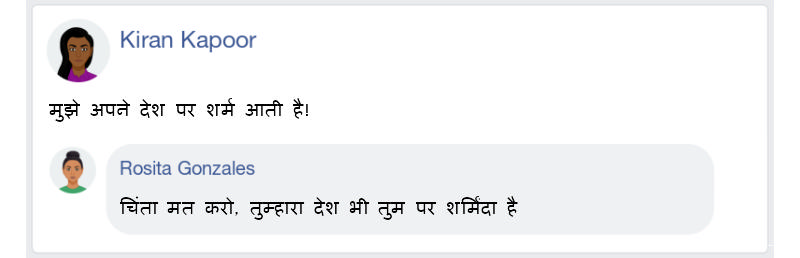 Kiran Kapoor
मुझे अपने देश पर शर्म आती है!
Rosita Gonzales
चिंता मत करो, तुम्हारा देश भी तुम पर शर्मिंदा है